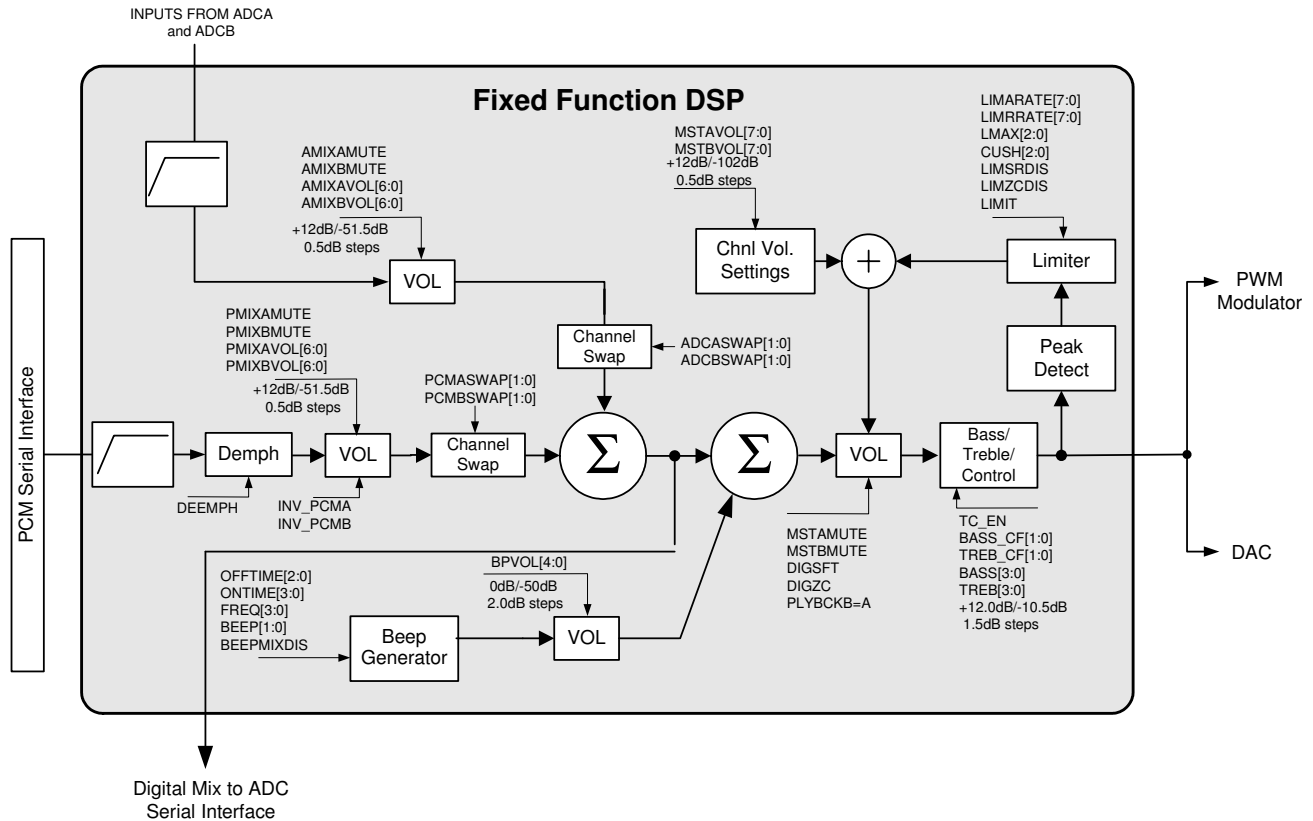 INPUTS FROM ADCA
and ADCB
Fixed Function DSP
LIMARATE[7:0]
LIMRRATE[7:0]
LMAX[2:0]
CUSH[2:0]
LIMSRDIS
LIMZCDIS
LIMIT
MSTAVOL[7:0]
MSTBVOL[7:0]
+12dB/-102dB
0.5dB steps
AMIXAMUTE
AMIXBMUTE
AMIXAVOL[6:0]
AMIXBVOL[6:0]
+12dB/-51.5dB
0.5dB steps
VOL
Chnl Vol.
Settings
+
Limiter
PWM
Modulator
Channel
Swap
ADCASWAP[1:0]
ADCBSWAP[1:0]
Peak
Detect
PMIXAMUTE
PMIXBMUTE
PMIXAVOL[6:0]
PMIXBVOL[6:0]
+12dB/-51.5dB
0.5dB steps
PCMASWAP[1:0]
PCMBSWAP[1:0]
PCM Serial Interface
Demph
VOL
Channel
Swap
Σ
Σ
VOL
Bass/
Treble/
Control
DEEMPH
INV_PCMA
INV_PCMB
MSTAMUTE
MSTBMUTE
DIGSFT
DIGZC
PLYBCKB=A
TC_EN
BASS_CF[1:0]
TREB_CF[1:0]
BASS[3:0]
TREB[3:0]
+12.0dB/-10.5dB
1.5dB steps
DAC
OFFTIME[2:0]
ONTIME[3:0]
FREQ[3:0]
BEEP[1:0]
BEEPMIXDIS
BPVOL[4:0]
0dB/-50dB
2.0dB steps
Beep
Generator
VOL
Digital Mix to ADC
Serial Interface